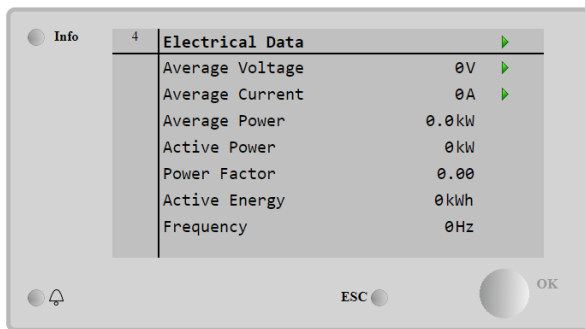 Info
4 Electrical Data
Average Voltage 0V
Average Current 0A
Average Power 0.0kW
Active Power 0kW
Power Factor 0.00
Active Energy 0kWh
Frequency 0Hz
ESC
OK